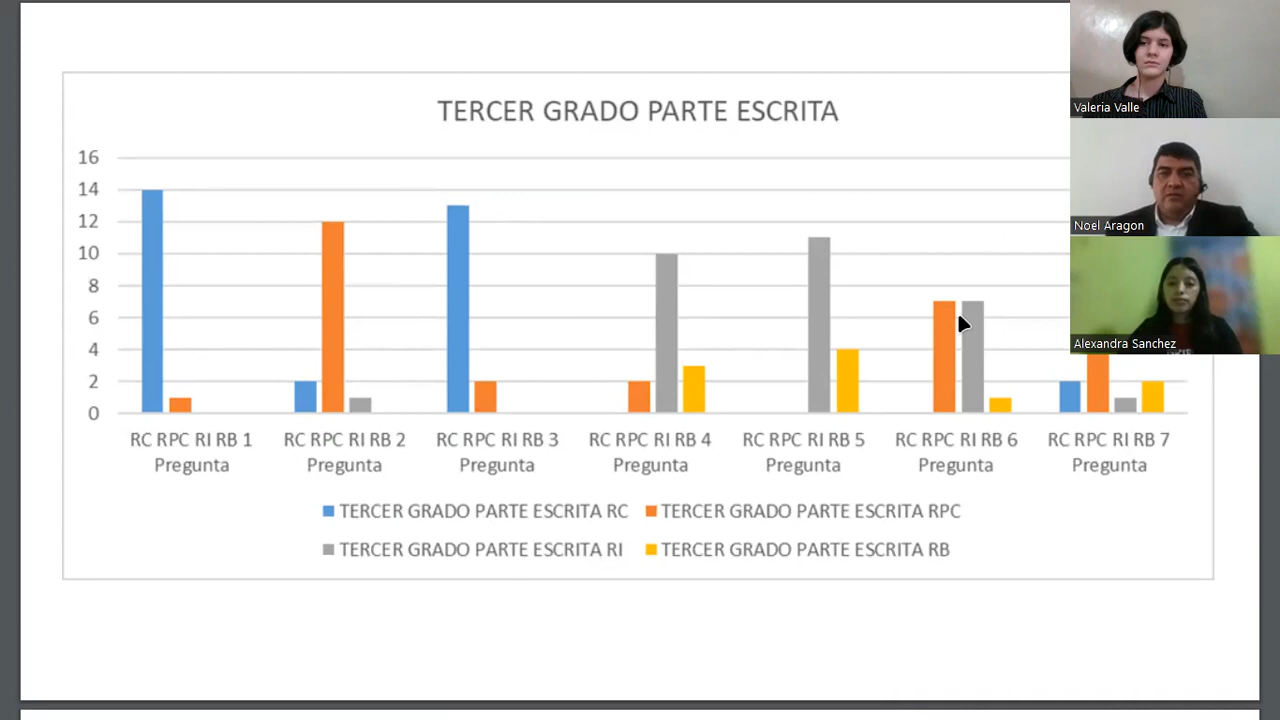 TERCER GRADO PARTE ESCRITA
16
14
12
10
8
6
4
2
0
RC RPC RI RB 1 RC RPC RI RB 2 RC RPC RI RB 3 RC RPC RI RB 4 RC RPC RI RB 5 RC RPC RI RB 6 RC RPC RI RB 7
Pregunta Pregunta Pregunta Pregunta Pregunta Pregunta Pregunta
TERCER GRADO PARTE ESCRITA RC TERCER GRADO PARTE ESCRITA RPC
TERCER GRADO PARTE ESCRITA RI TERCER GRADO PARTE ESCRITA RB
Valeria Valle
Noel Aragon
Alexandra Sanchez